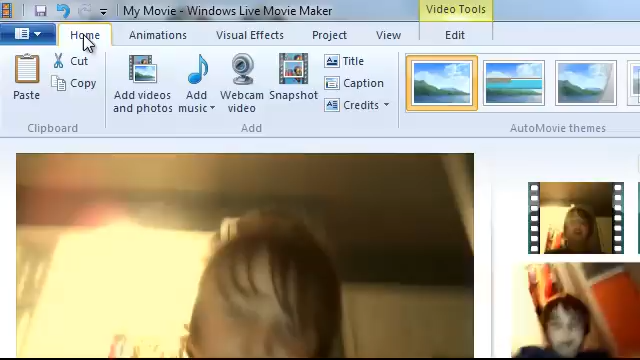 My Movie - Windows Live Movie Maker
Video Tools
Home
Animations
Visual Effects
Project
View
Edit
Paste
Cut
Copy
Clipboard
Add videos
and photos
Add
music
Webcam
video
Snapshot
Title
Caption
Credits
Add
AutoMovie themes